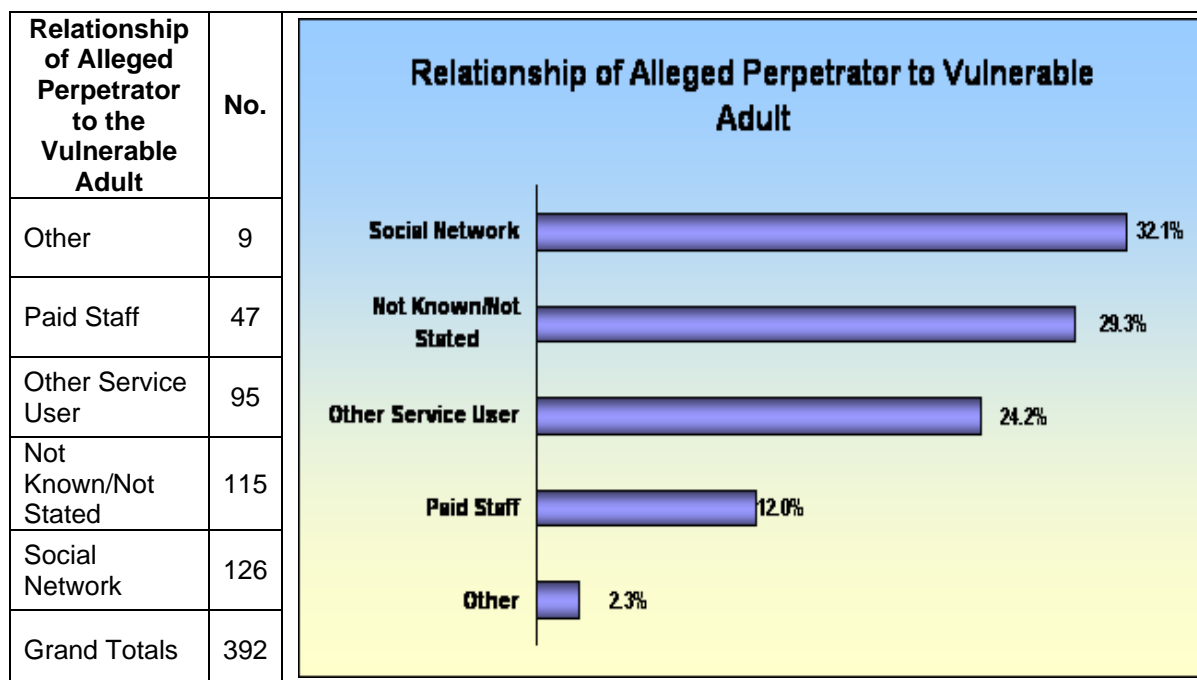 Relationship
of Alleged
Perpetrator
to the
Vulnerable
Adult
No.
Other 9
Paid Staff 47
Other Service
User 95
Not
Known/Not
Stated 115
Social
Network 126
Grand Totals 392
Relationship of Alleged Perpetrator to Vulnerable
Adult
Social Network 32.1%
Not Known/Not
Stated 29.3%
Other Service User 24.2%
Paid Staff 12.0%
Other 2.3%